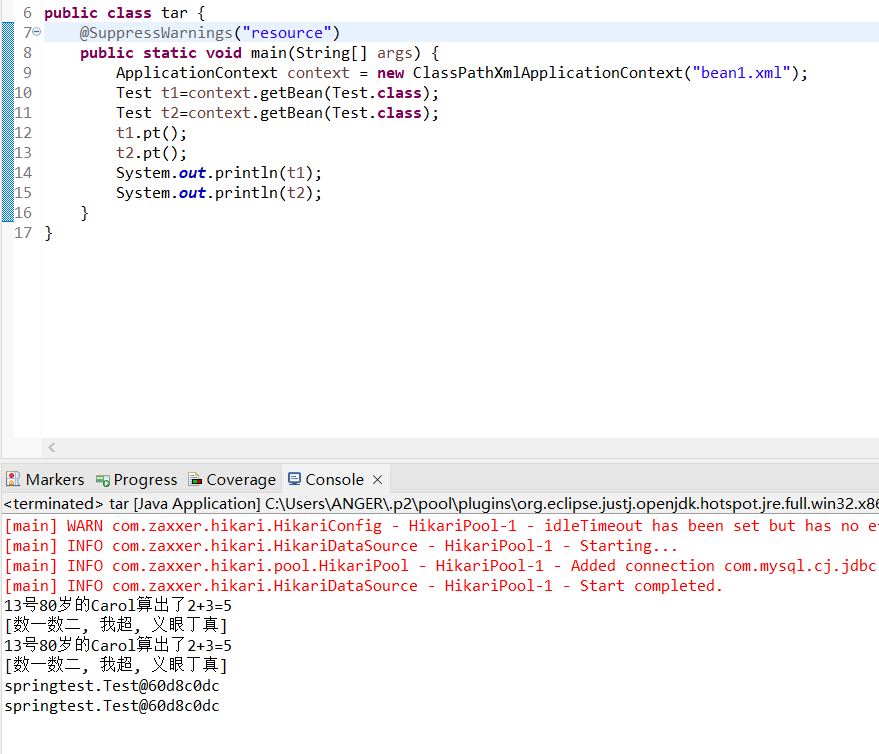 6 public class tar {
7 @SuppressWarnings("resource")
8 public static void main(String[] args) {
9 ApplicationContext context = new ClassPathXmlApplicationContext("bean1.xml");
10 Test t1=context.getBean(Test.class);
11 Test t2=context.getBean(Test.class);
12 t1.pt();
13 t2.pt();
14 System.out.println(t1);
15 System.out.println(t2);
16 }
17 }
Markers Progress Coverage Console
<terminated> tar [Java Application] C:\Users\ANGER\.p2\pool\plugins\org.eclipse.justj.openjdk.hotspot.jre.full.win32.x86
[main] WARN com.zaxxer.hikari.HikariConfig - HikariPool-1 - idleTimeout has been set but has no e
[main] INFO com.zaxxer.hikari.HikariDataSource - HikariPool-1 - Starting...
[main] INFO com.zaxxer.hikari.pool.HikariPool - HikariPool-1 - Added connection com.mysql.cj.jdbc
[main] INFO com.zaxxer.hikari.HikariDataSource - HikariPool-1 - Start completed.
13号80岁的Carol算出了2+3=5
[数一数二, 我超, 义眼丁真]
13号80岁的Carol算出了2+3=5
[数一数二, 我超, 义眼丁真]
springtest.Test@60d8c0dc
springtest.Test@60d8c0dc